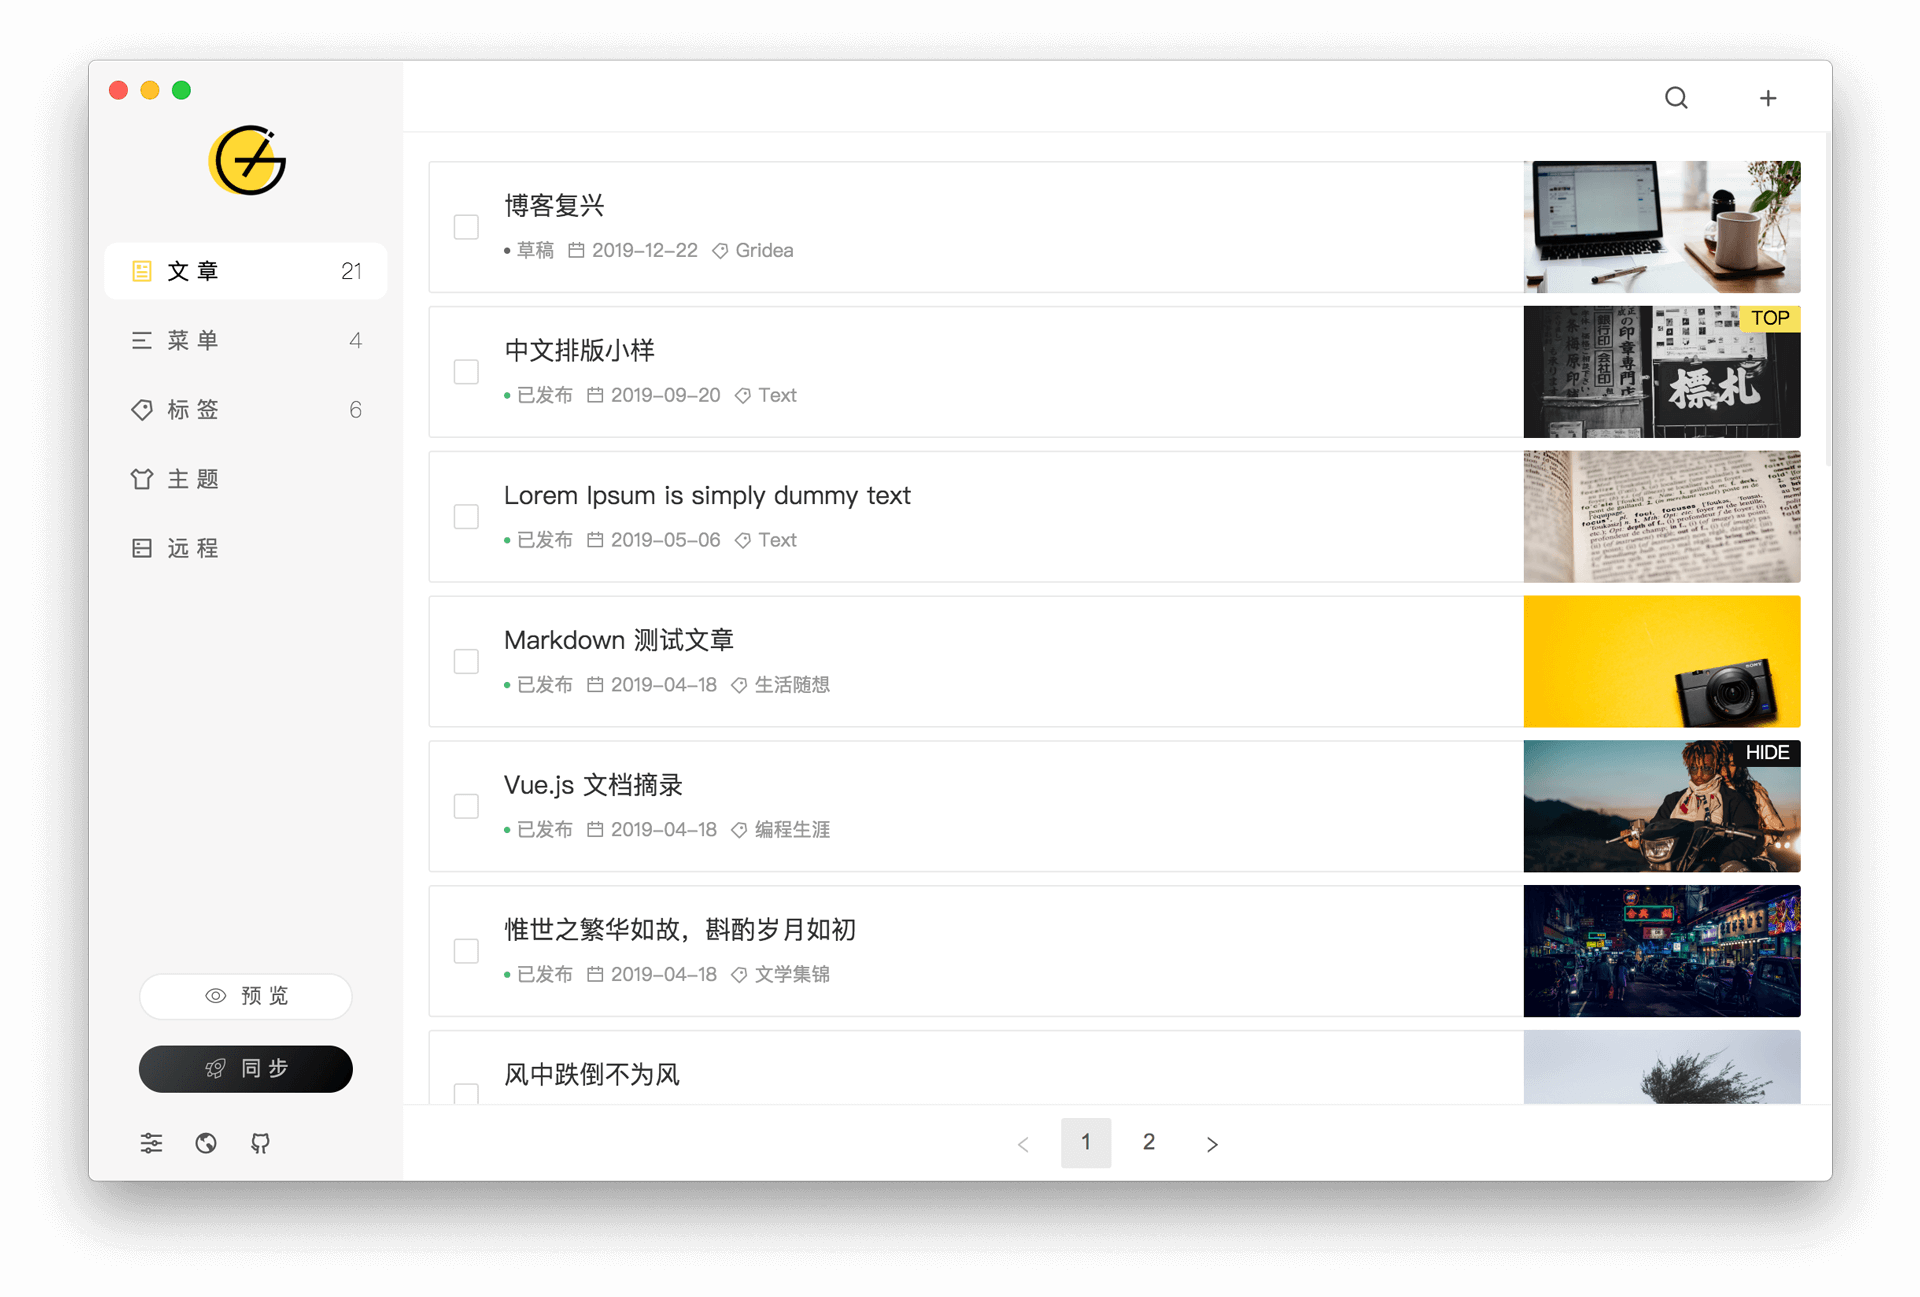 文章 21
菜单 4
标签 6
主题
远程
预览
同步
博客复兴
草稿 2019-12-22 Gridea
中文排版小样
已发布 2019-09-20 Text
TOP
標札
Lorem Ipsum is simply dummy text
已发布 2019-05-06 Text
Markdown 测试文章
已发布 2019-04-18 生活随想
SONY
Vue.js 文档摘录
已发布 2019-04-18 编程生涯
HIDE
惟世之繁华如故，斟酌岁月如初
已发布 2019-04-18 文学集锦
风中跌倒不为风
1 2